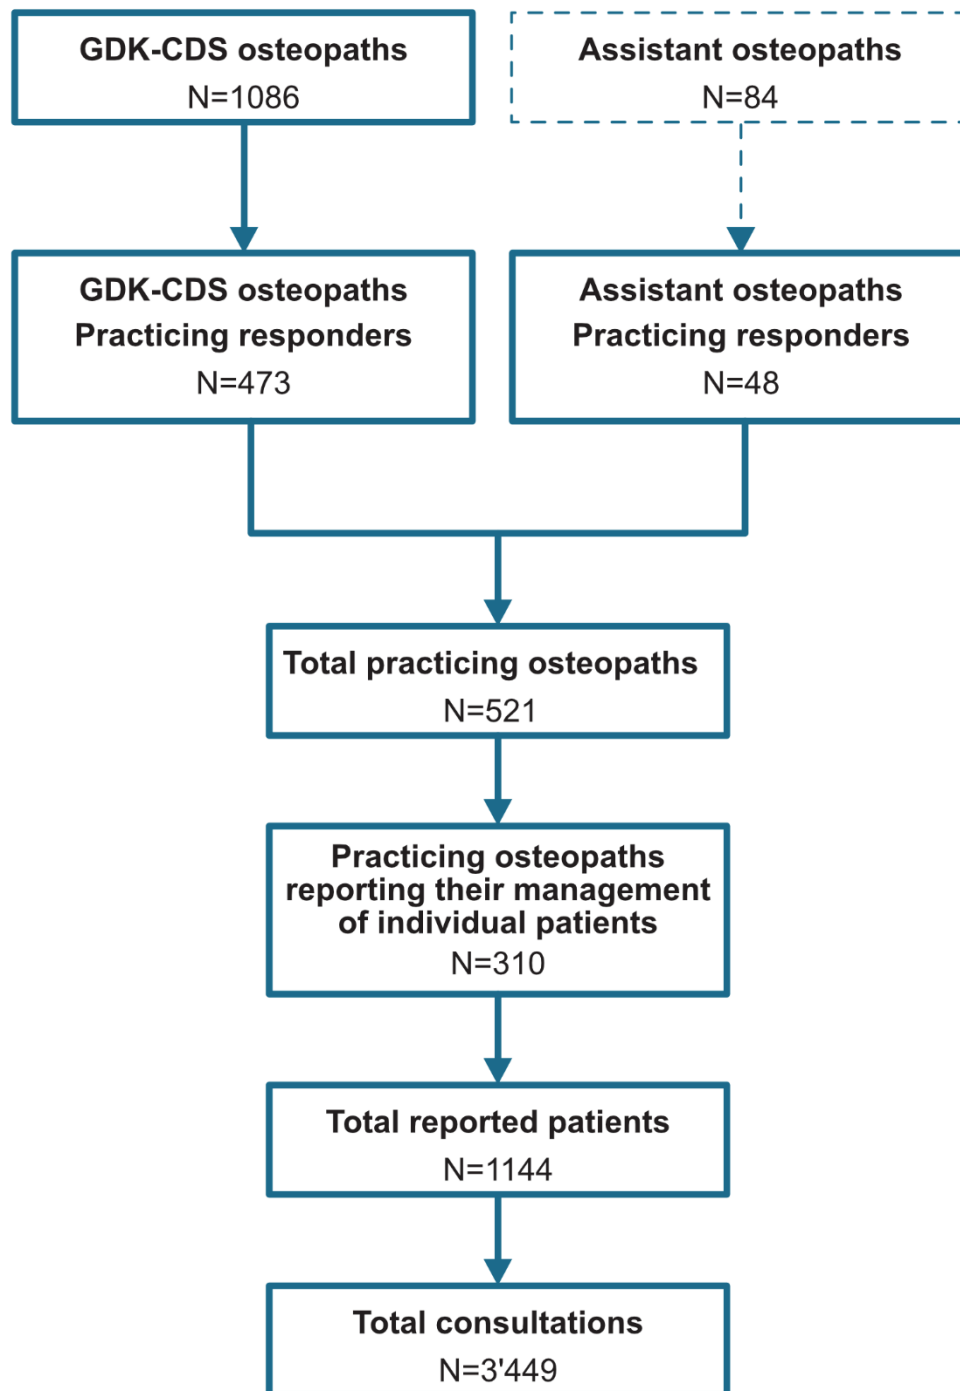 GDK-CDS osteopaths
N=1086
Assistant osteopaths
N=84
GDK-CDS osteopaths
Practicing responders
N=473
Assistant osteopaths
Practicing responders
N=48
Total practicing osteopaths
N=521
Practicing osteopaths
reporting their management
of individual patients
N=310
Total reported patients
N=1144
Total consultations
N=3'449